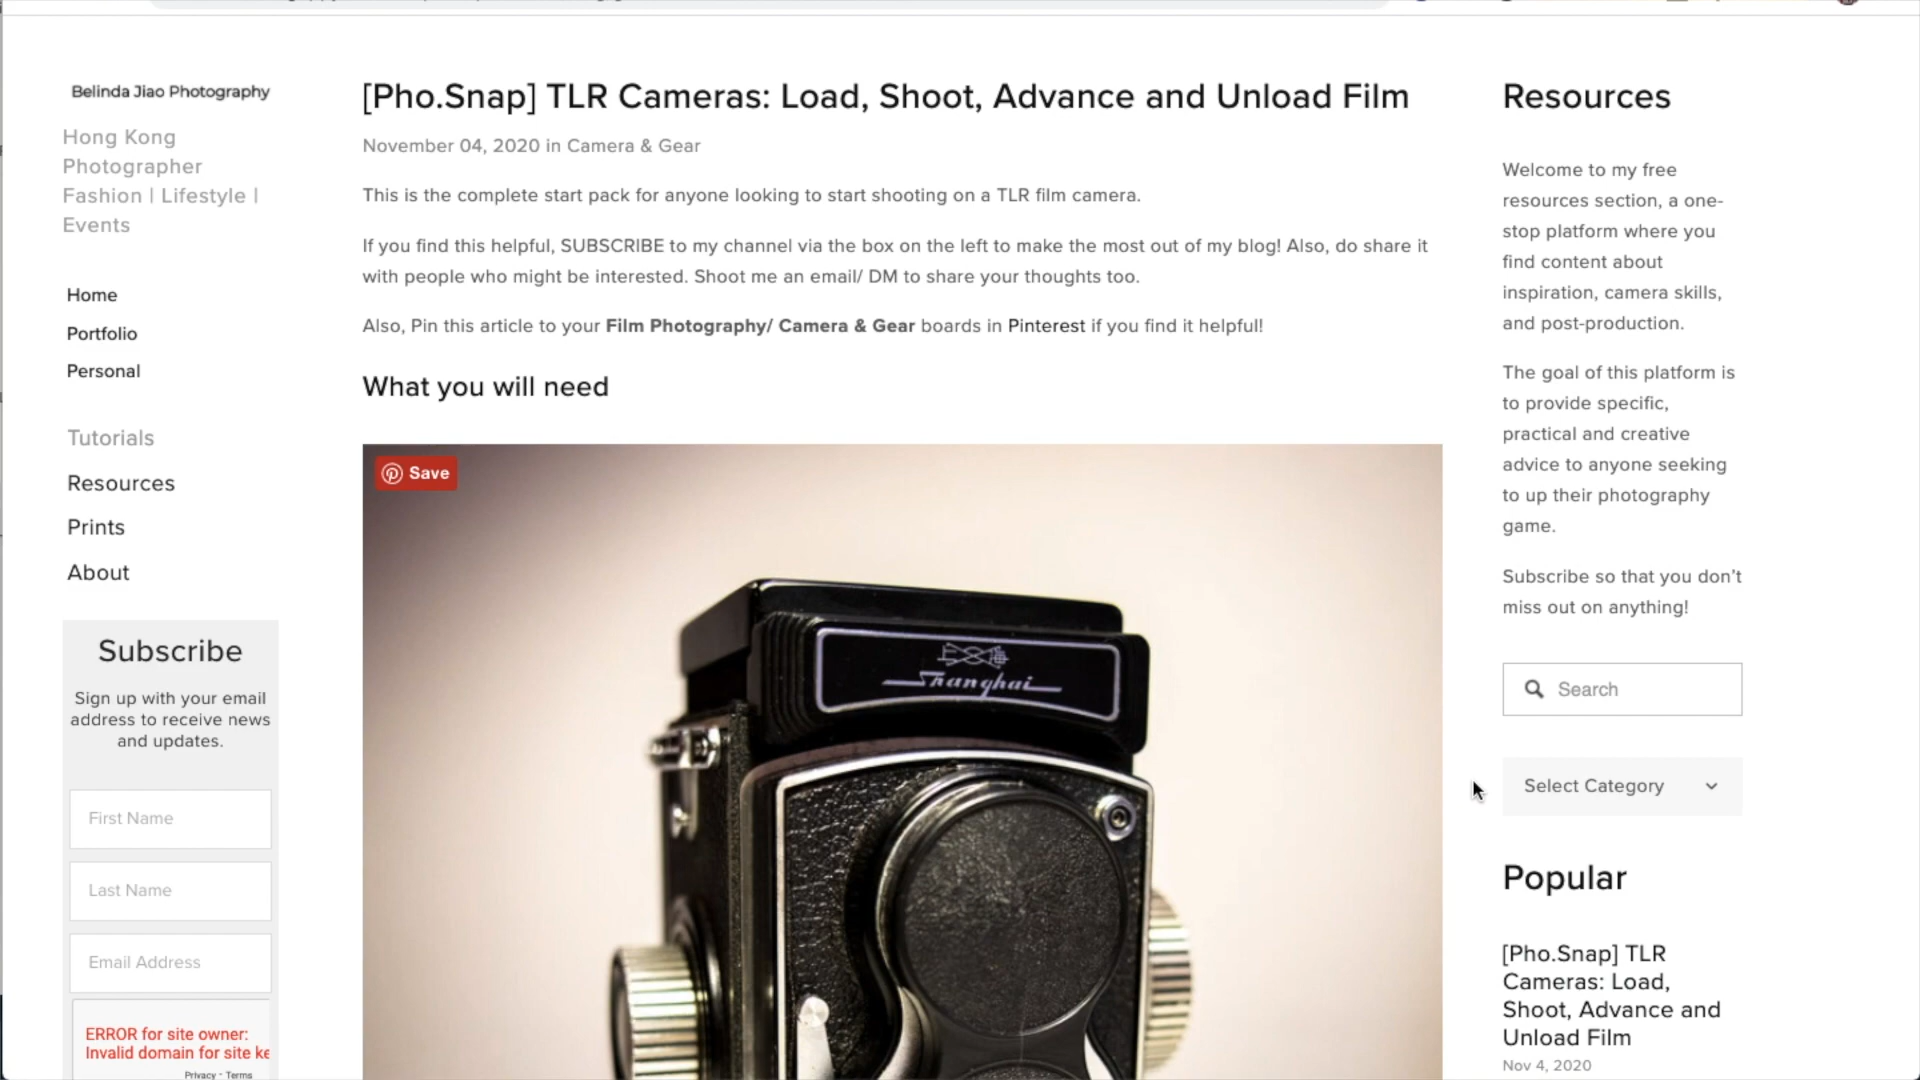 Belinda Jiao Photography
Hong Kong
Photographer
Fashion | Lifestyle |
Events
Home
Portfolio
Personal
Tutorials
Resources
Prints
About
Subscribe
Sign up with your email
address to receive news
and updates.
First Name
Last Name
Email Address
ERROR for site owner:
Invalid domain for site ke
Privacy - Terms
[Pho.Snap] TLR Cameras: Load, Shoot, Advance and Unload Film
November 04, 2020 in Camera & Gear
This is the complete start pack for anyone looking to start shooting on a TLR film camera.
If you find this helpful, SUBSCRIBE to my channel via the box on the left to make the most out of my blog! Also, do share it
with people who might be interested. Shoot me an email/ DM to share your thoughts too.
Also, Pin this article to your Film Photography/ Camera & Gear boards in Pinterest if you find it helpful!
What you will need
Save
上海
Shanghai
Resources
Welcome to my free
resources section, a one-
stop platform where you
find content about
inspiration, camera skills,
and post-production.
The goal of this platform is
to provide specific,
practical and creative
advice to anyone seeking
to up their photography
game.
Subscribe so that you don’t
miss out on anything!
Search
Select Category
Popular
[Pho.Snap] TLR
Cameras: Load,
Shoot, Advance and
Unload Film
Nov 4, 2020